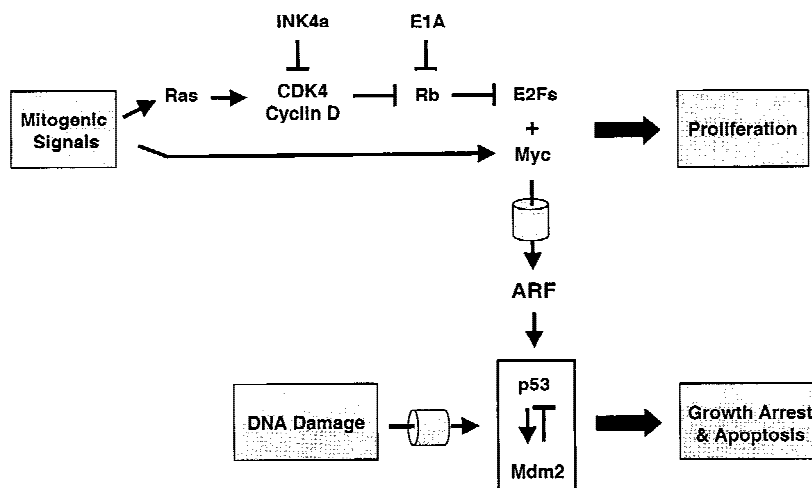 INK4a
E1A
Mitogenic
Signals
Ras
CDK4
Cyclin D
Rb
E2Fs
+
Myc
Proliferation
ARF
DNA Damage
p53
Mdm2
Growth Arrest
& Apoptosis